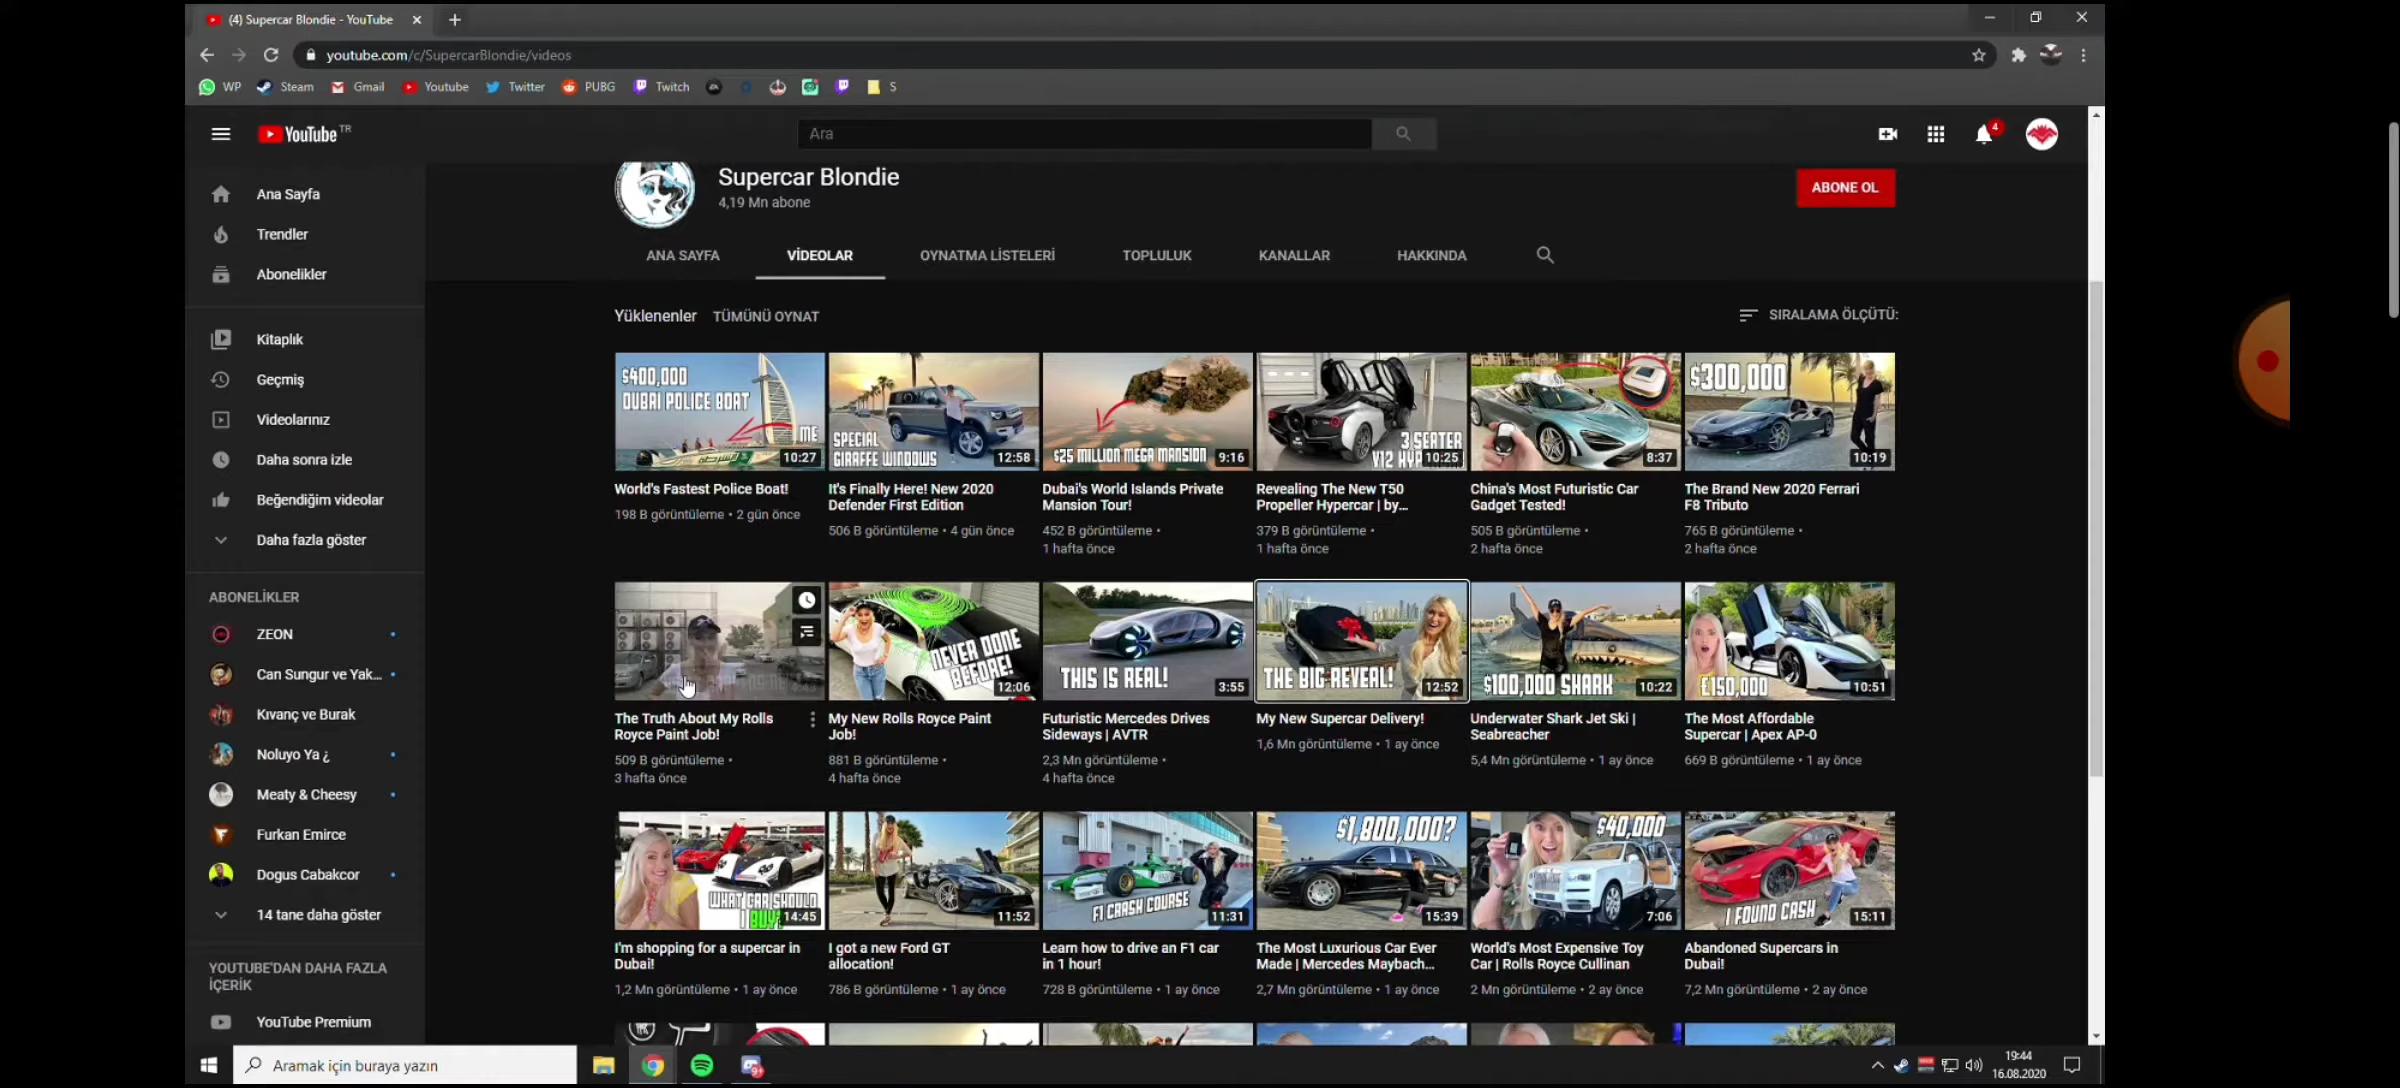 (4) Supercar Blondie - YouTube
youtube.com/c/SupercarBlondie/videos
WP Steam Gmail Youtube Twitter PUBG Twitch S
YouTube TR
Ara
4
Supercar Blondie
4,19 Mn abone
ABONE OL
ANA SAYFA VİDEOLAR OYNATMA LİSTELERİ TOPLULUK KANALLAR HAKKINDA
Ana Sayfa
Trendler
Abonelikler
Kitaplık
Geçmiş
Videolarınız
Daha sonra izle
Beğendiğim videolar
Daha fazla göster
ABONELİKLER
ZEON
Can Sungur ve Yak...
Kıvanç ve Burak
Noluyo Ya ¿
Meaty & Cheesy
Furkan Emirce
Dogus Cabakcor
14 tane daha göster
YOUTUBE'DAN DAHA FAZLA
İÇERİK
YouTube Premium
Yüklenenler TÜMÜNÜ OYNAT
SIRALAMA ÖLÇÜTÜ:
$400,000
DUBAI POLICE BOAT
ME
10:27
World's Fastest Police Boat!
198 B görüntüleme • 2 gün önce
SPECIAL
GIRAFFE WINDOWS
12:58
It's Finally Here! New 2020
Defender First Edition
506 B görüntüleme • 4 gün önce
$25 MILLION MEGA MANSION
9:16
Dubai's World Islands Private
Mansion Tour!
452 B görüntüleme •
1 hafta önce
3 SEATER
V12
10:25
Revealing The New T50
Propeller Hypercar | by...
379 B görüntüleme •
1 hafta önce
8:37
China's Most Futuristic Car
Gadget Tested!
505 B görüntüleme •
2 hafta önce
$300,000
10:19
The Brand New 2020 Ferrari
F8 Tributo
765 B görüntüleme •
2 hafta önce
The Truth About My Rolls
Royce Paint Job!
509 B görüntüleme •
3 hafta önce
NEVER DONE
BEFORE!
12:06
My New Rolls Royce Paint
Job!
881 B görüntüleme •
4 hafta önce
THIS IS REAL!
3:55
Futuristic Mercedes Drives
Sideways | AVTR
2,3 Mn görüntüleme •
4 hafta önce
THE BIG REVEAL!
12:52
My New Supercar Delivery!
1,6 Mn görüntüleme • 1 ay önce
$100,000 SHARK
10:22
Underwater Shark Jet Ski |
Seabreacher
5,4 Mn görüntüleme • 1 ay önce
£150,000
10:51
The Most Affordable
Supercar | Apex AP-0
669 B görüntüleme • 1 ay önce
WHAT CAR SHOULD
I BUY?
14:45
I'm shopping for a supercar in
Dubai!
1,2 Mn görüntüleme • 1 ay önce
11:52
I got a new Ford GT
allocation!
786 B görüntüleme • 1 ay önce
F1 CRASH COURSE
11:31
Learn how to drive an F1 car
in 1 hour!
728 B görüntüleme • 1 ay önce
$1,800,000?
15:39
The Most Luxurious Car Ever
Made | Mercedes Maybach...
2,7 Mn görüntüleme • 1 ay önce
$40,000
7:06
World's Most Expensive Toy
Car | Rolls Royce Cullinan
2 Mn görüntüleme • 2 ay önce
I FOUND CASH
15:11
Abandoned Supercars in
Dubai!
7,2 Mn görüntüleme • 2 ay önce
Aramak için buraya yazın
9+
19:44
16.08.2020